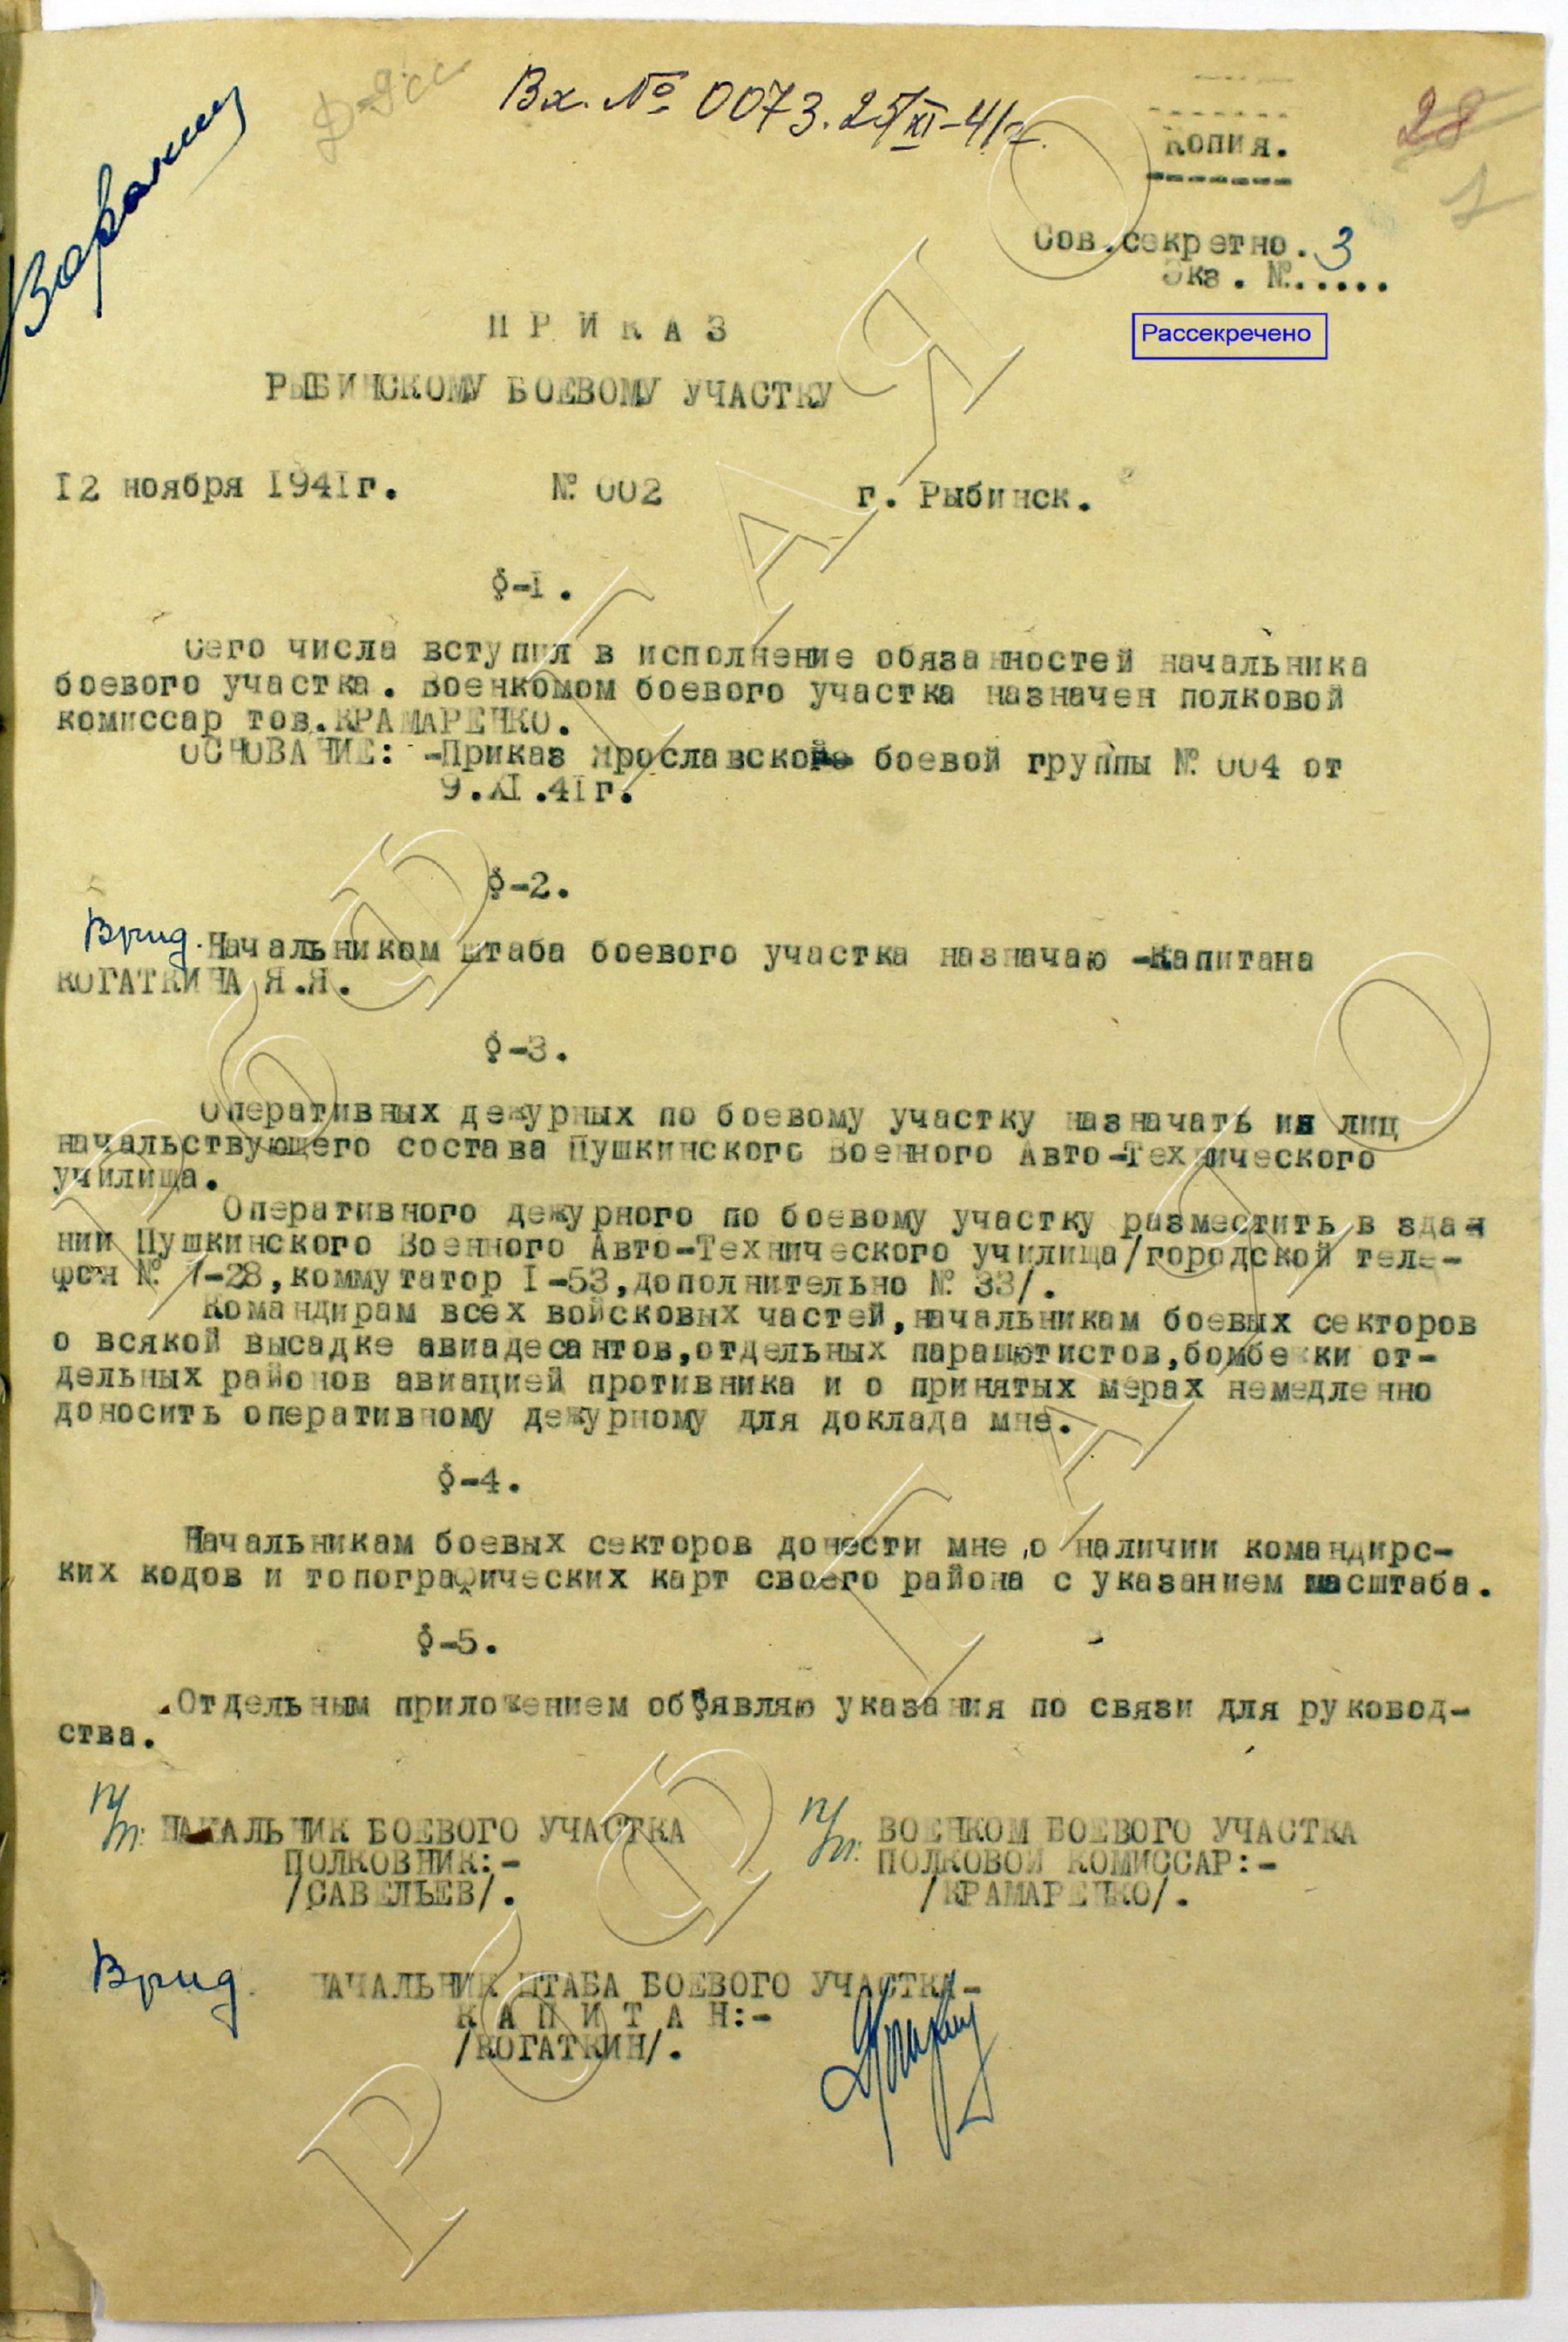 Вх. № 0073. 25/XI-41г.
28
1
Копия.
Сов.секретно.
Экз. №..... 3
Рассекречено
П Р И К А З
РЫБИНСКОМУ БОЕВОМУ УЧАСТКУ
12 ноября 1941г. № 002 г. Рыбинск.
§-1.
Сего числа вступил в исполнение обязанностей начальника
боевого участка. Военкомом боевого участка назначен полковой
комиссар тов.КРАМАРЕНКО.
ОСНОВАНИЕ: -Приказ Ярославской боевой группы № 004 от
9.XI.41г.
§-2.
Врид. Начальником штаба боевого участка назначаю -Капитана
КОГАТКИНА Я.Я.
§-3.
Оперативных дежурных по боевому участку назначать из лиц
начальствующего состава Пушкинского Военного Авто-Технического
училища.
Оперативного дежурного по боевому участку разместить в зда-
нии Пушкинского Военного Авто-Технического училища/городской теле-
фон № 1-28,коммутатор 1-53,дополнительно № 33/.
Командирам всех войсковых частей,начальникам боевых секторов
о всякой высадке авиадесантов,отдельных парашютистов,бомбежки от-
дельных районов авиацией противника и о принятых мерах немедленно
доносить оперативному дежурному для доклада мне.
§-4.
Начальникам боевых секторов донести мне ,о наличии командирс-
ких кодов и топографических карт своего района с указанием масштаба.
§-5.
Отдельным приложением об'являю указания по связи для руковод-
ства.
п/п: НАЧАЛЬНИК БОЕВОГО УЧАСТКА п/п: ВОЕНКОМ БОЕВОГО УЧАСТКА
ПОЛКОВНИК:- ПОЛКОВОЙ КОМИССАР:-
/САВЕЛЬЕВ/. /КРАМАРЕНКО/.
Врид. НАЧАЛЬНИК ШТАБА БОЕВОГО УЧАСТКА-
К А П И Т А Н:-
/КОГАТКИН/.